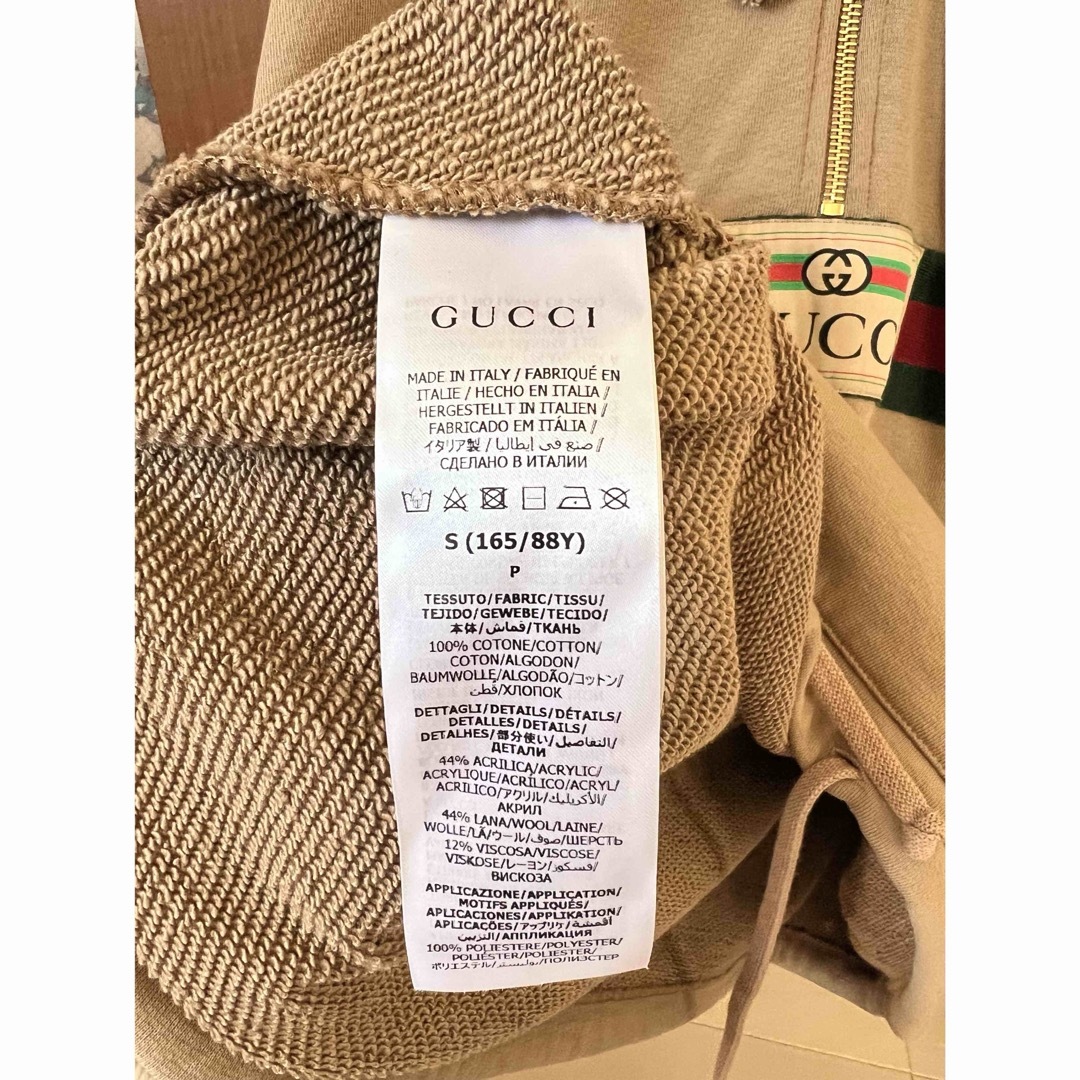 GUCCI
MADE IN ITALY / FABRIQUÉ EN
ITALIE / HECHO EN ITALIA /
HERGESTELLT IN ITALIEN /
FABRICADO EM ITÁLIA /
イタリア製 / صنع في إيطاليا /
СДЕЛАНО В ИТАЛИИ
S (165/88Y)
P
TESSUTO/FABRIC/TISSU/
TEJIDO/GEWEBE/TECIDO/
本体/قماش/ТКАНЬ
100% COTONE/COTTON/
COTON/ALGODON/
BAUMWOLLE/ALGODÃO/コットン/
قطن/ХЛОПОК
DETTAGLI/DETAILS/DÉTAILS/
DETALLES/DETAILS/
DETALHES/部分使い/التفاصيل/
ДЕТАЛИ
44% ACRILICA/ACRYLIC/
ACRYLIQUE/ACRÍLICO/ACRYL/
ACRILICO/アクリル/الأكريليك/
АКРИЛ
44% LANA/WOOL/LAINE/
WOLLE/LÃ/ウール/صوف/ШЕРСТЬ
12% VISCOSA/VISCOSE/
VISKOSE/レーヨン/فسكوز/
ВИСКОЗА
APPLICAZIONE/APPLICATION/
MOTIFS APPLIQUÉS/
APLICACIONES/APPLIKATION/
APLICAÇÕES/アップリケ/أقمشة
التزيين/АППЛИКАЦИЯ
100% POLIESTERE/POLYESTER/
POLYESTER/POLIÉSTER/
ポリエステル/بوليستر/ПОЛИЭСТЕР
GG
UCC